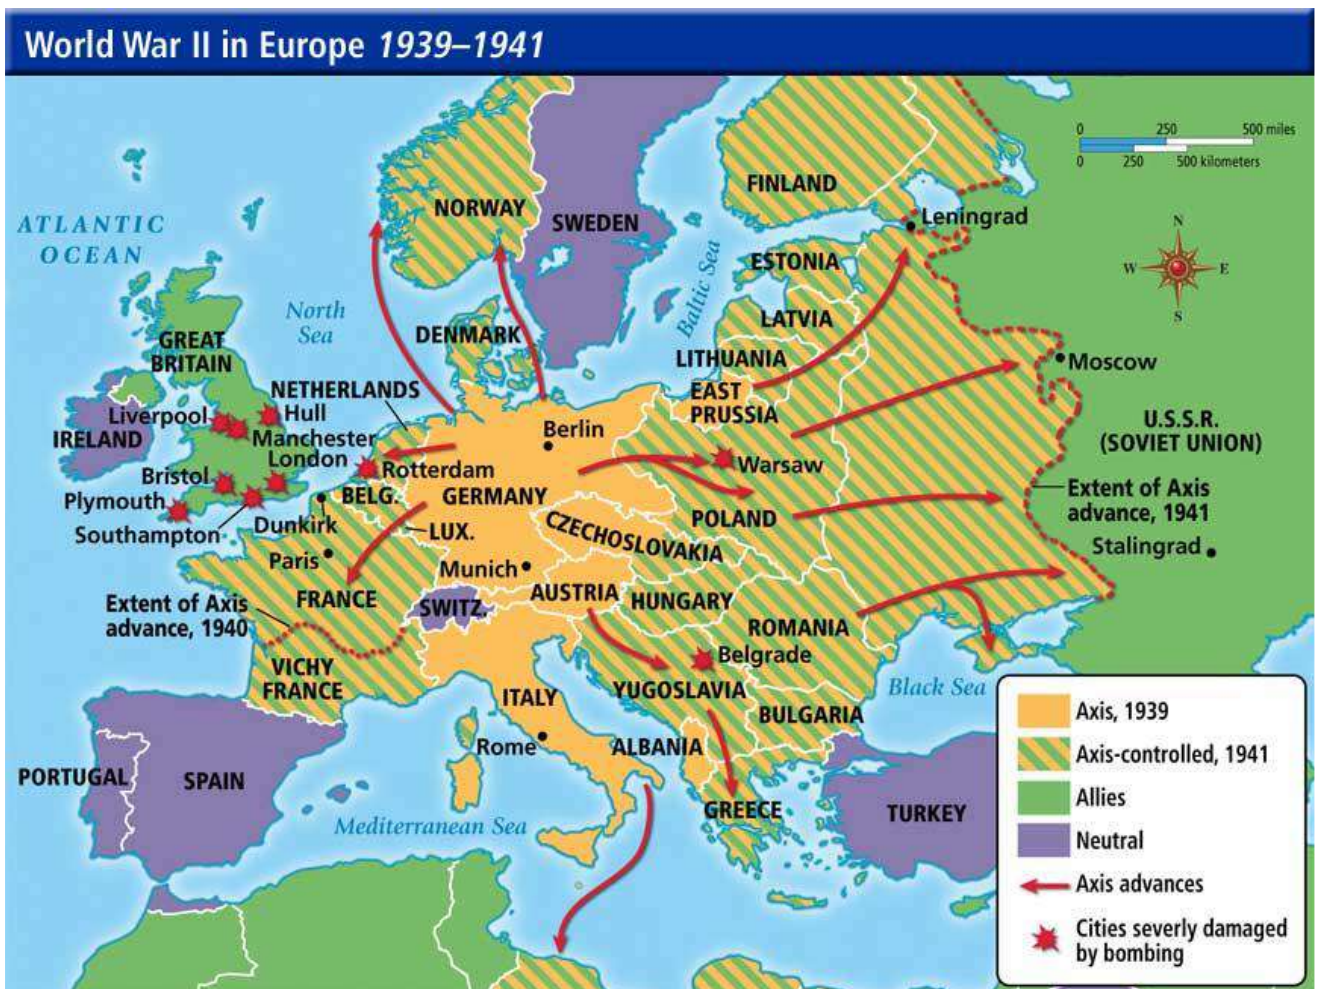 World War II in Europe 1939–1941
0 250 500 miles
0 250 500 kilometers
N
W E
S
ATLANTIC
OCEAN
North
Sea
Baltic Sea
NORWAY
SWEDEN
FINLAND
Leningrad
ESTONIA
LATVIA
LITHUANIA
EAST
PRUSSIA
DENMARK
GREAT
BRITAIN
NETHERLANDS
IRELAND
Liverpool
Hull
Manchester
London
Bristol
Plymouth
Southampton
Rotterdam
Berlin
BELG.
GERMANY
Dunkirk
LUX.
Paris
Munich
Warsaw
POLAND
Moscow
U.S.S.R.
(SOVIET UNION)
Extent of Axis
advance, 1941
Stalingrad
CZECHOSLOVAKIA
FRANCE
SWITZ.
AUSTRIA
HUNGARY
ROMANIA
Extent of Axis
advance, 1940
VICHY
FRANCE
Belgrade
YUGOSLAVIA
BULGARIA
Black Sea
ITALY
Rome
ALBANIA
GREECE
TURKEY
PORTUGAL
SPAIN
Mediterranean Sea
Axis, 1939
Axis-controlled, 1941
Allies
Neutral
Axis advances
Cities severly damaged
by bombing